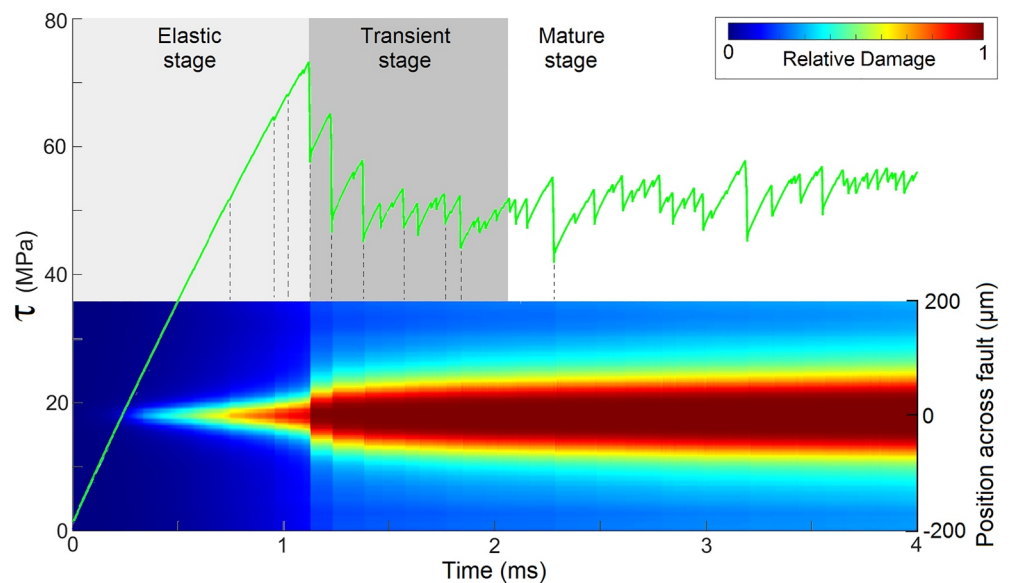 80
60
40
20
0
τ (MPa)
Elastic
stage
Transient
stage
Mature
stage
0
1
Relative Damage
200
0
-200
Position across fault (μm)
0
1
2
3
4
Time (ms)